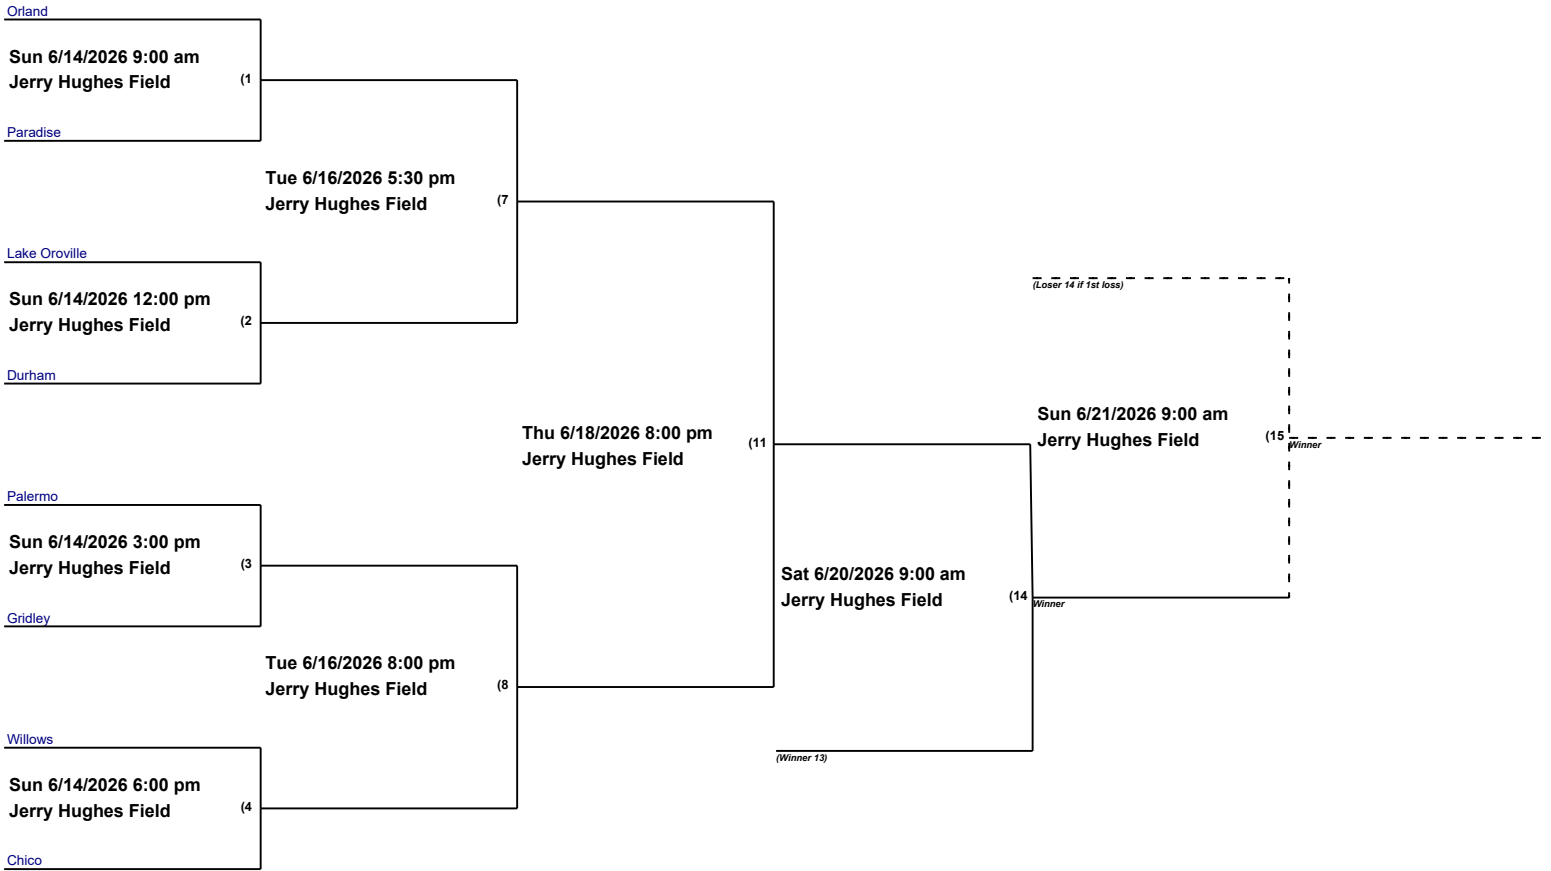 Orland
Sun 6/14/2026 9:00 am
Jerry Hughes Field
(1
Paradise
Tue 6/16/2026 5:30 pm
Jerry Hughes Field
(7
Lake Oroville
Sun 6/14/2026 12:00 pm
Jerry Hughes Field
(2
Durham
(Loser 14 if 1st loss)
Sun 6/21/2026 9:00 am
Jerry Hughes Field
(15
Winner
Thu 6/18/2026 8:00 pm
Jerry Hughes Field
(11
Palermo
Sun 6/14/2026 3:00 pm
Jerry Hughes Field
(3
Gridley
Sat 6/20/2026 9:00 am
Jerry Hughes Field
(14
Winner
Tue 6/16/2026 8:00 pm
Jerry Hughes Field
(8
Willows
(Winner 13)
Sun 6/14/2026 6:00 pm
Jerry Hughes Field
(4
Chico